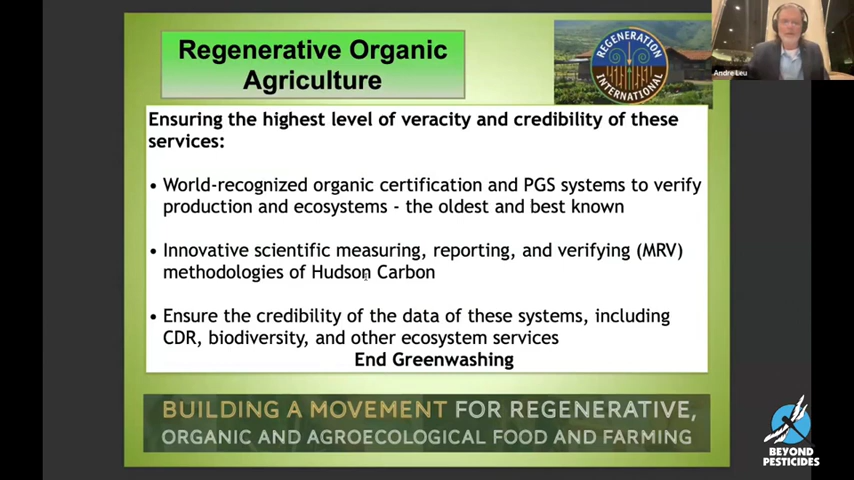 Regenerative Organic
Agriculture
REGENERATION
INTERNATIONAL
Andre Leu
Ensuring the highest level of veracity and credibility of these
services:
• World-recognized organic certification and PGS systems to verify
production and ecosystems - the oldest and best known
• Innovative scientific measuring, reporting, and verifying (MRV)
methodologies of Hudson Carbon
• Ensure the credibility of the data of these systems, including
CDR, biodiversity, and other ecosystem services
End Greenwashing
BUILDING A MOVEMENT FOR REGENERATIVE,
ORGANIC AND AGROECOLOGICAL FOOD AND FARMING
BEYOND
PESTICIDES